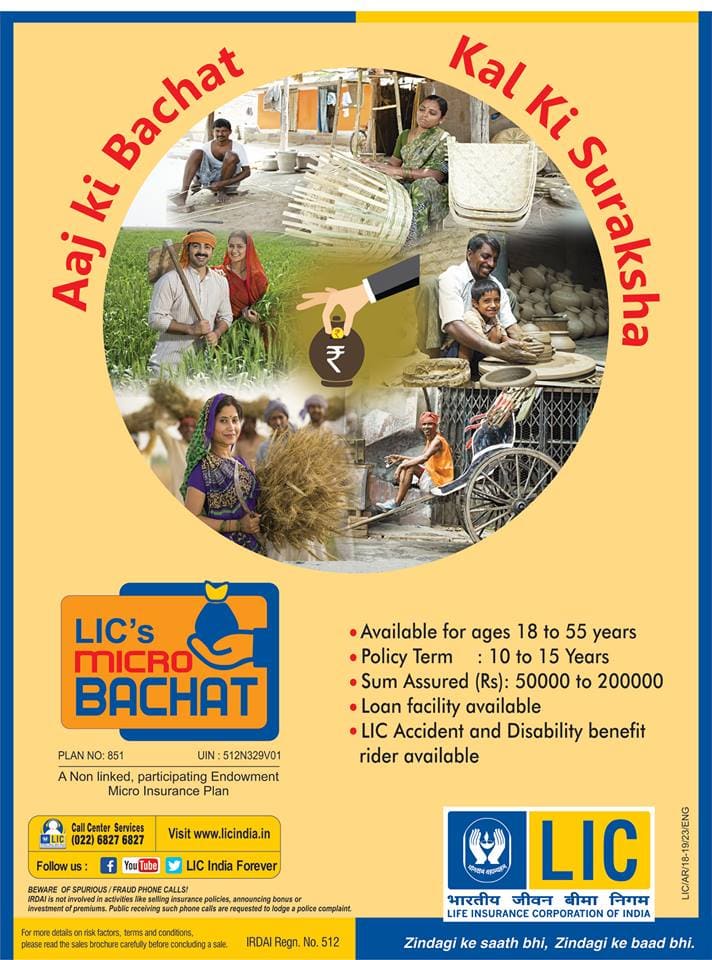 Aaj ki Bachat
Kal Ki Suraksha
₹
₹
LIC's
MICRO
BACHAT
PLAN NO: 851 UIN : 512N329V01
A Non linked, participating Endowment
Micro Insurance Plan
•Available for ages 18 to 55 years
•Policy Term : 10 to 15 Years
•Sum Assured (Rs): 50000 to 200000
•Loan facility available
•LIC Accident and Disability benefit
rider available
LIC
Call Center Services
(022) 6827 6827
Visit www.licindia.in
Follow us : f YouTube LIC India Forever
BEWARE OF SPURIOUS / FRAUD PHONE CALLS!
IRDAI is not involved in activities like selling insurance policies, announcing bonus or
investment of premiums. Public receiving such phone calls are requested to lodge a police complaint.
For more details on risk factors, terms and conditions,
please read the sales brochure carefully before concluding a sale.
IRDAI Regn. No. 512
योगक्षेमं वहाम्यहम्
LIC
भारतीय जीवन बीमा निगम
LIFE INSURANCE CORPORATION OF INDIA
LIC/AR/18-19/23/ENG
Zindagi ke saath bhi, Zindagi ke baad bhi.